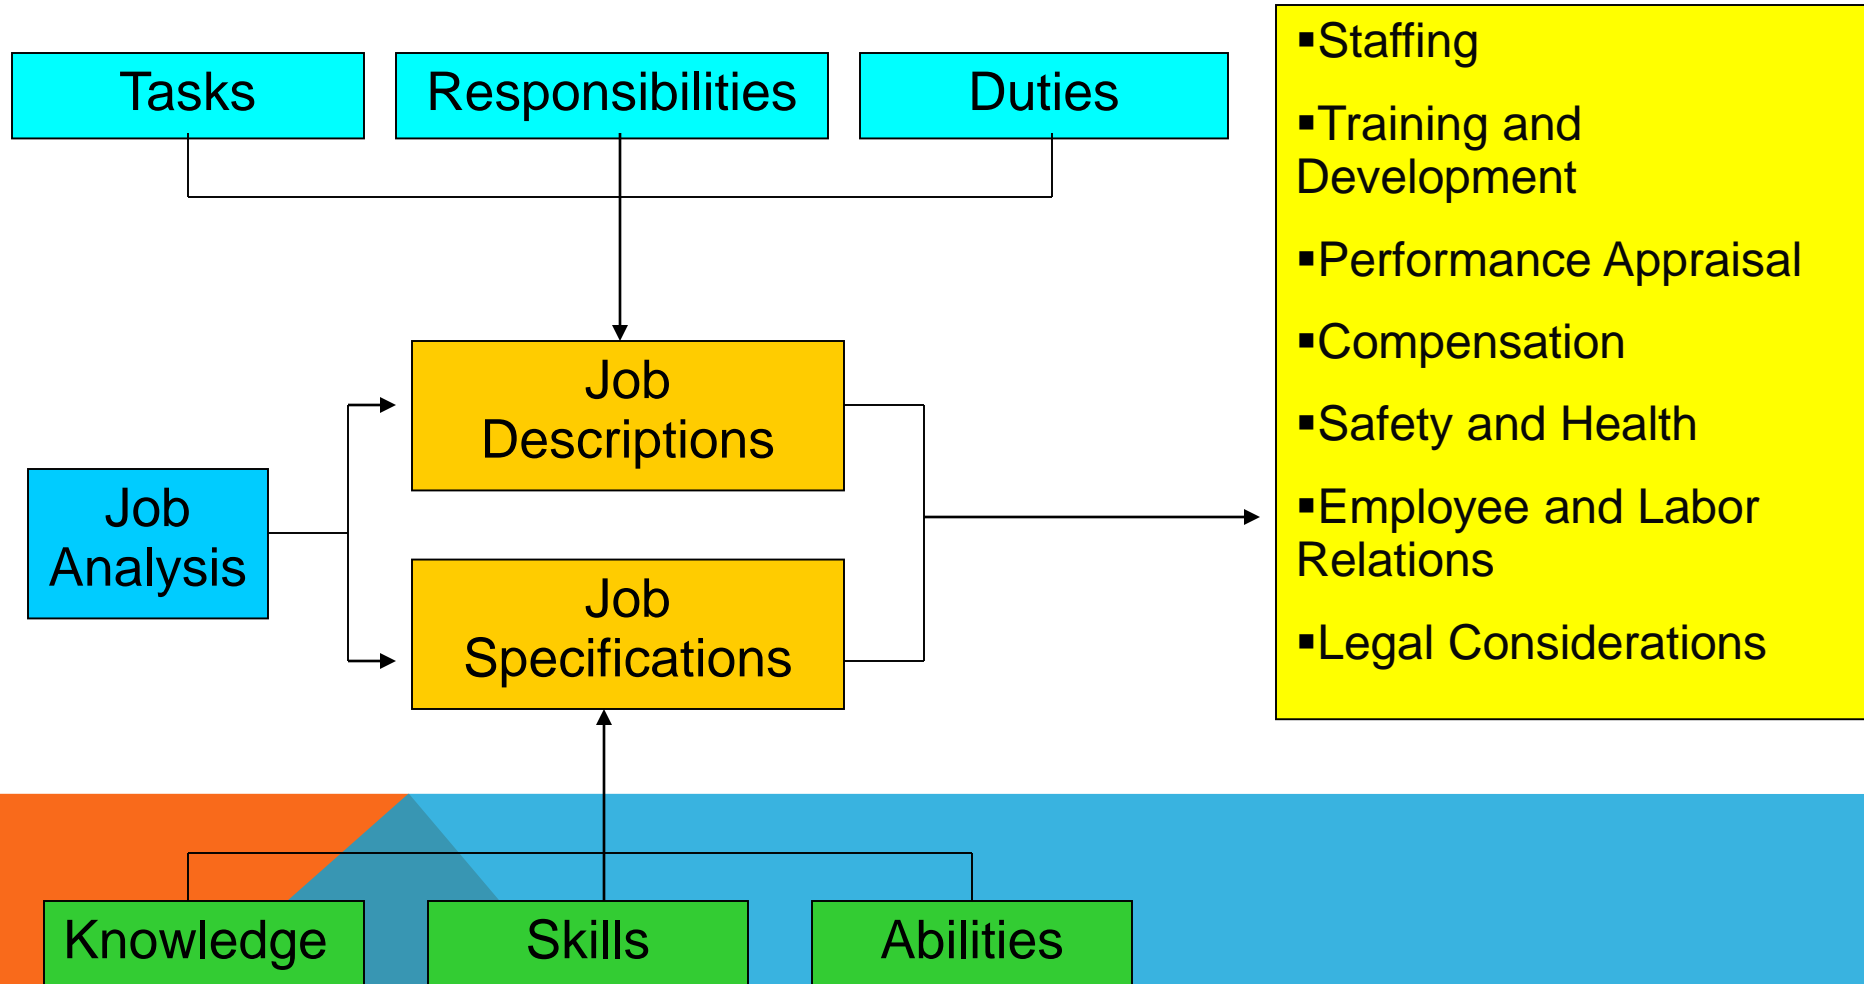 Tasks
Responsibilities
Duties
▪Staffing
▪Training and
Development
▪Performance Appraisal
▪Compensation
▪Safety and Health
▪Employee and Labor
Relations
▪Legal Considerations
Job
Descriptions
Job
Analysis
Job
Specifications
Knowledge
Skills
Abilities